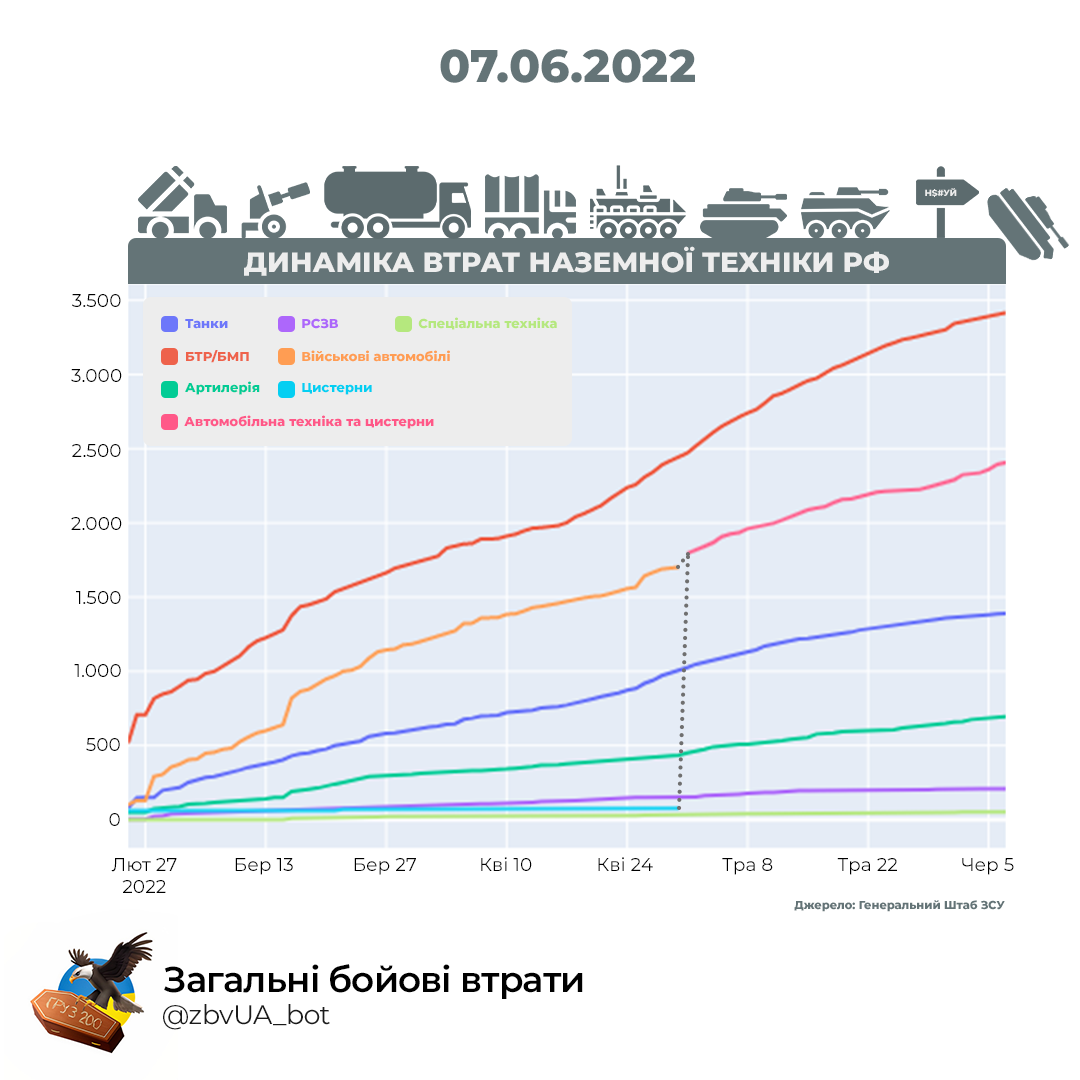 07.06.2022
Н$#УЙ
ДИНАМІКА ВТРАТ НАЗЕМНОЇ ТЕХНІКИ РФ
3.500
3.000
2.500
2.000
1.500
1.000
500
0
Танки
РСЗВ
Спеціальна техніка
БТР/БМП
Військові автомобілі
Артилерія
Цистерни
Автомобільна техніка та цистерни
Лют 27
2022
Бер 13
Бер 27
Кві 10
Кві 24
Тра 8
Тра 22
Чер 5
Джерело: Генеральний Штаб ЗСУ
ГРУЗ 200
Загальні бойові втрати
@zbvUA_bot